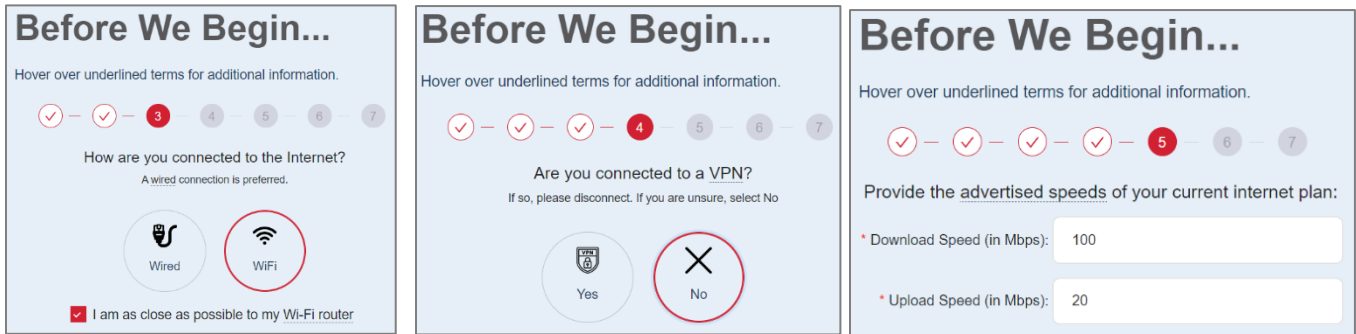 Before We Begin...
Hover over underlined terms for additional information.
3 4 5 6 7
How are you connected to the Internet?
A wired connection is preferred.
Wired WiFi
I am as close as possible to my Wi-Fi router
Before We Begin...
Hover over underlined terms for additional information.
4 5 6 7
Are you connected to a VPN?
If so, please disconnect. If you are unsure, select No
VPN
Yes No
Before We Begin...
Hover over underlined terms for additional information.
5 6 7
Provide the advertised speeds of your current internet plan:
* Download Speed (in Mbps): 100
* Upload Speed (in Mbps): 20